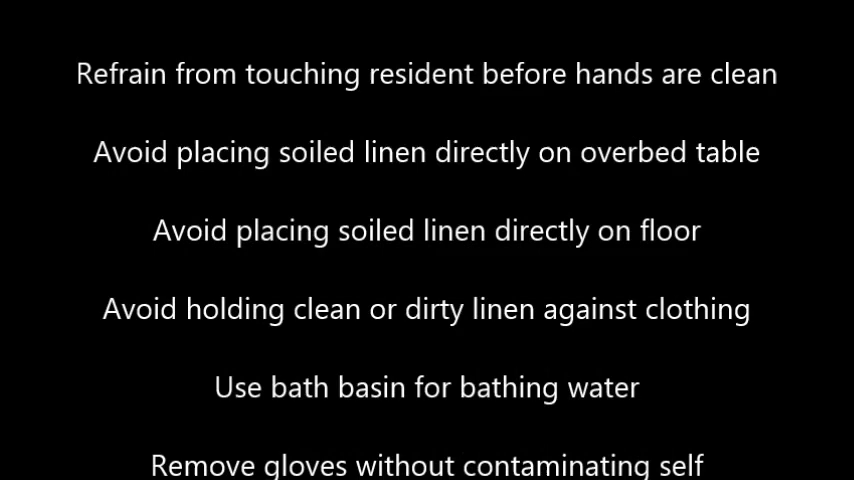 Refrain from touching resident before hands are clean
Avoid placing soiled linen directly on overbed table
Avoid placing soiled linen directly on floor
Avoid holding clean or dirty linen against clothing
Use bath basin for bathing water
Remove gloves without contaminating self